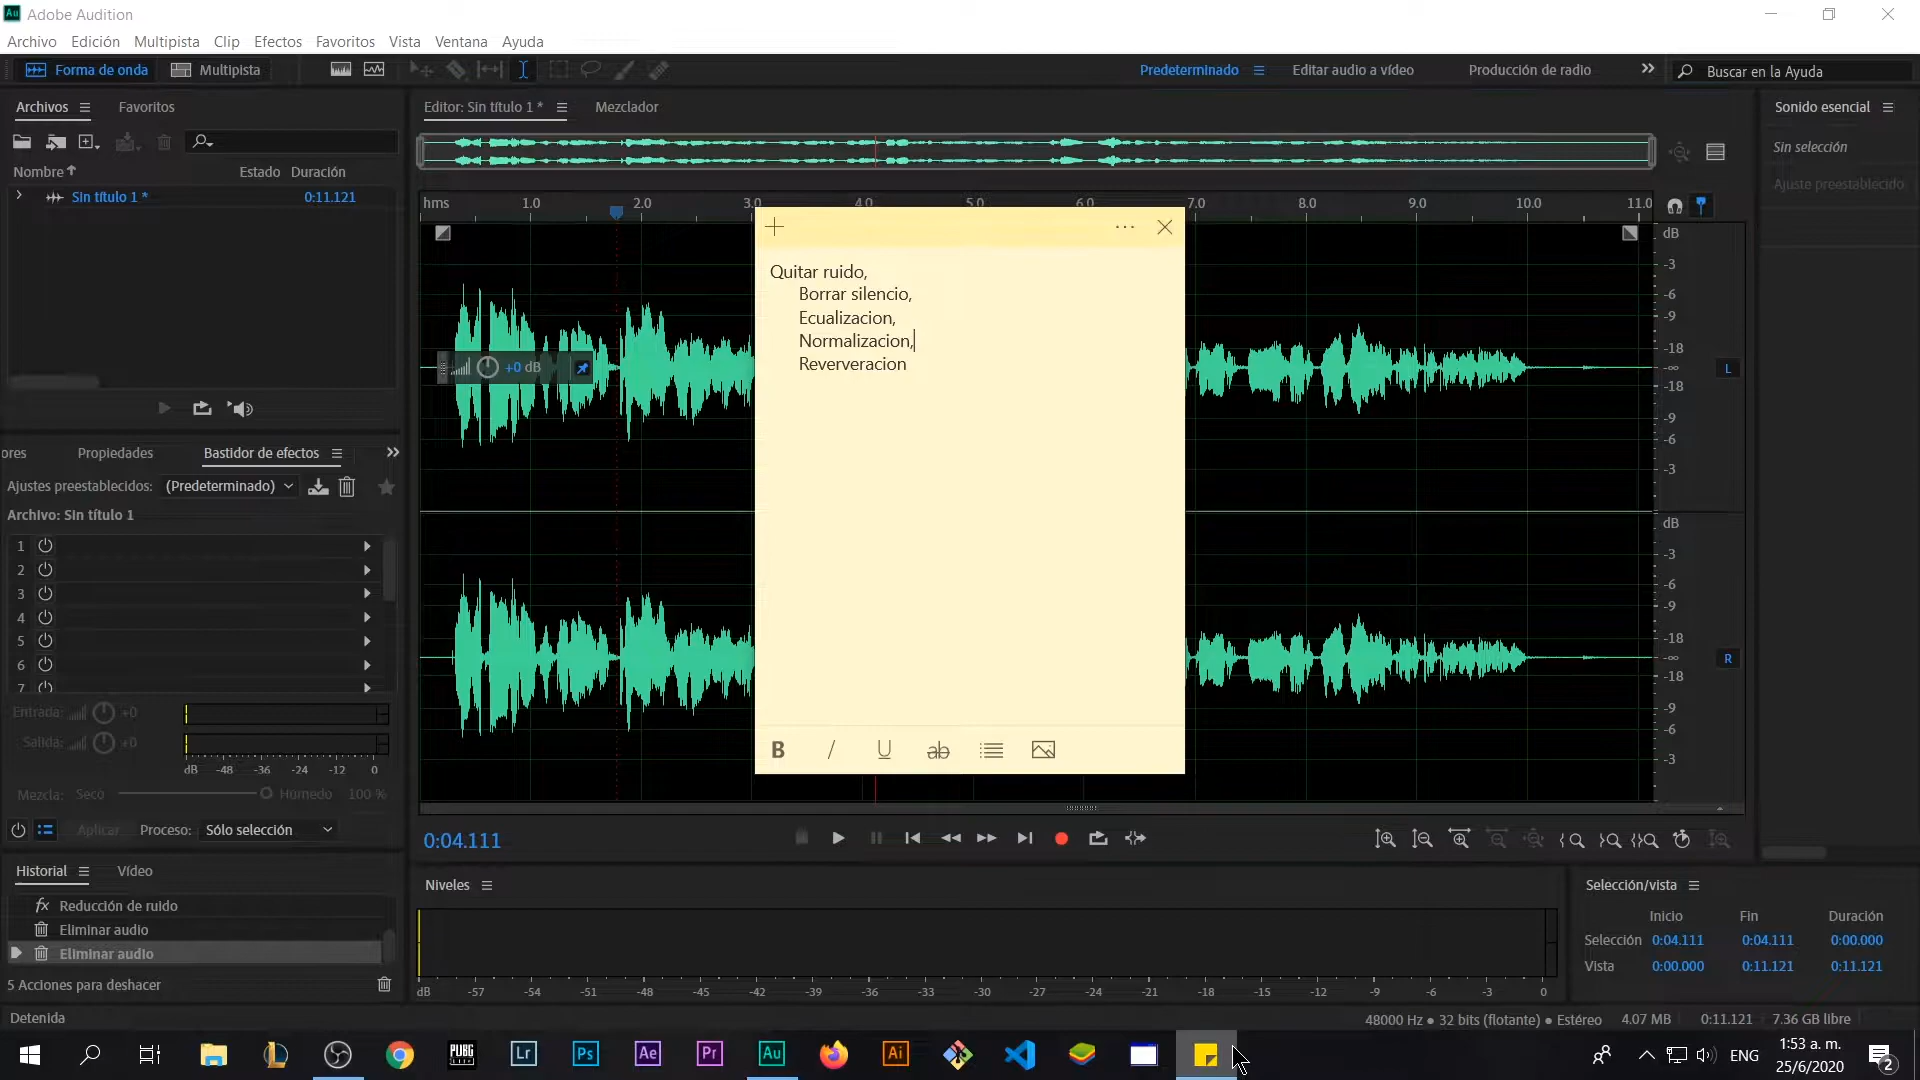 Adobe Audition
Archivo Edición Multipista Clip Efectos Favoritos Vista Ventana Ayuda
Forma de onda Multipista Predeterminado Editar audio a vídeo Producción de radio Buscar en la Ayuda
Archivos Favoritos Editor: Sin título 1 * Mezclador Sonido esencial
Sin selección
Nombre Estado Duración
Ajuste preestablecido
Sin título 1 * 0:11.121
hms 1.0 2.0 3.0 4.0 5.0 6.0 7.0 8.0 9.0 10.0 11.0
dB
-3
-6
-9
-18
-∞
-18
-9
-6
-3
L
+0 dB
Quitar ruido,
Borrar silencio,
Ecualizacion,
Normalizacion,
Reververacion
dB
-3
-6
-9
-18
-∞
-18
-9
-6
-3
R
B / U ab
ores Propiedades Bastidor de efectos
Ajustes preestablecidos: (Predeterminado)
Archivo: Sin título 1
1
2
3
4
5
6
7
Entrada: +0
Salida: +0
dB -48 -36 -24 -12 0
Mezcla: Seco Húmedo 100 %
Aplicar Proceso: Sólo selección
0:04.111
Historial Vídeo
Reducción de ruido
Eliminar audio
Eliminar audio
5 Acciones para deshacer
Niveles
dB -57 -54 -51 -48 -45 -42 -39 -36 -33 -30 -27 -24 -21 -18 -15 -12 -9 -6 -3 0
Selección/vista
Inicio Fin Duración
Selección 0:04.111 0:04.111 0:00.000
Vista 0:00.000 0:11.121 0:11.121
Detenida
48000 Hz ● 32 bits (flotante) ● Estéreo 4.07 MB 0:11.121 7.36 GB libre
PUBG Lr Ps Ae Pr Au Ai
ENG
1:53 a. m.
25/6/2020
2